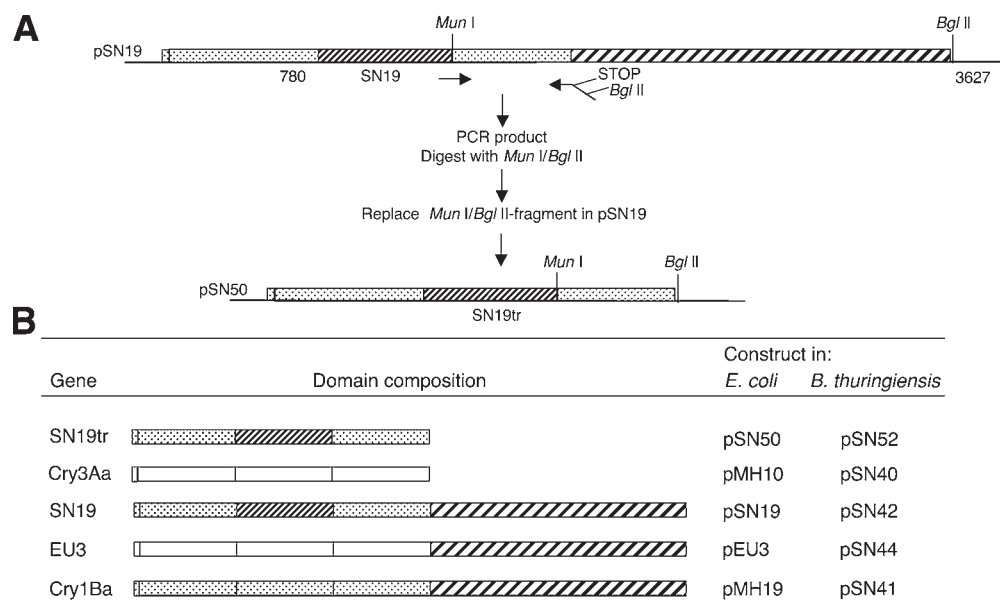 A
Mun I
Bgl II
pSN19
780
SN19
STOP
Bgl II
3627
PCR product
Digest with Mun I/Bgl II
Replace Mun I/Bgl II-fragment in pSN19
Mun I
Bgl II
pSN50
SN19tr
B
Construct in:
Gene Domain composition E. coli B. thuringiensis
SN19tr pSN50 pSN52
Cry3Aa pMH10 pSN40
SN19 pSN19 pSN42
EU3 pEU3 pSN44
Cry1Ba pMH19 pSN41